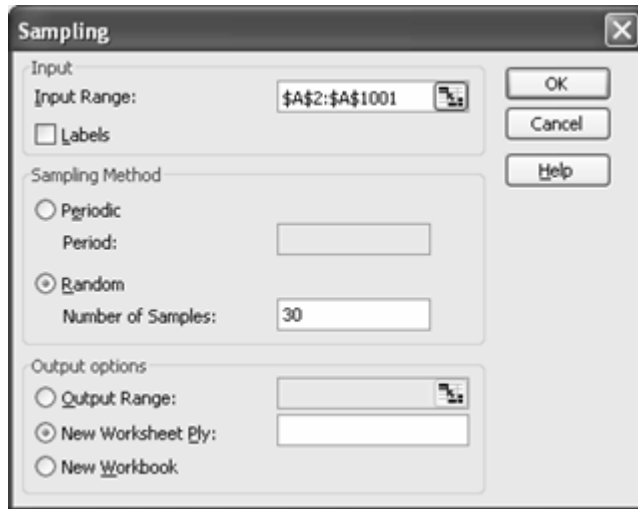 Sampling
Input
Input Range: $A$2:$A$1001
Labels
OK
Cancel
Help
Sampling Method
Periodic
Period:
Random
Number of Samples: 30
Output options
Output Range:
New Worksheet Ply:
New Workbook